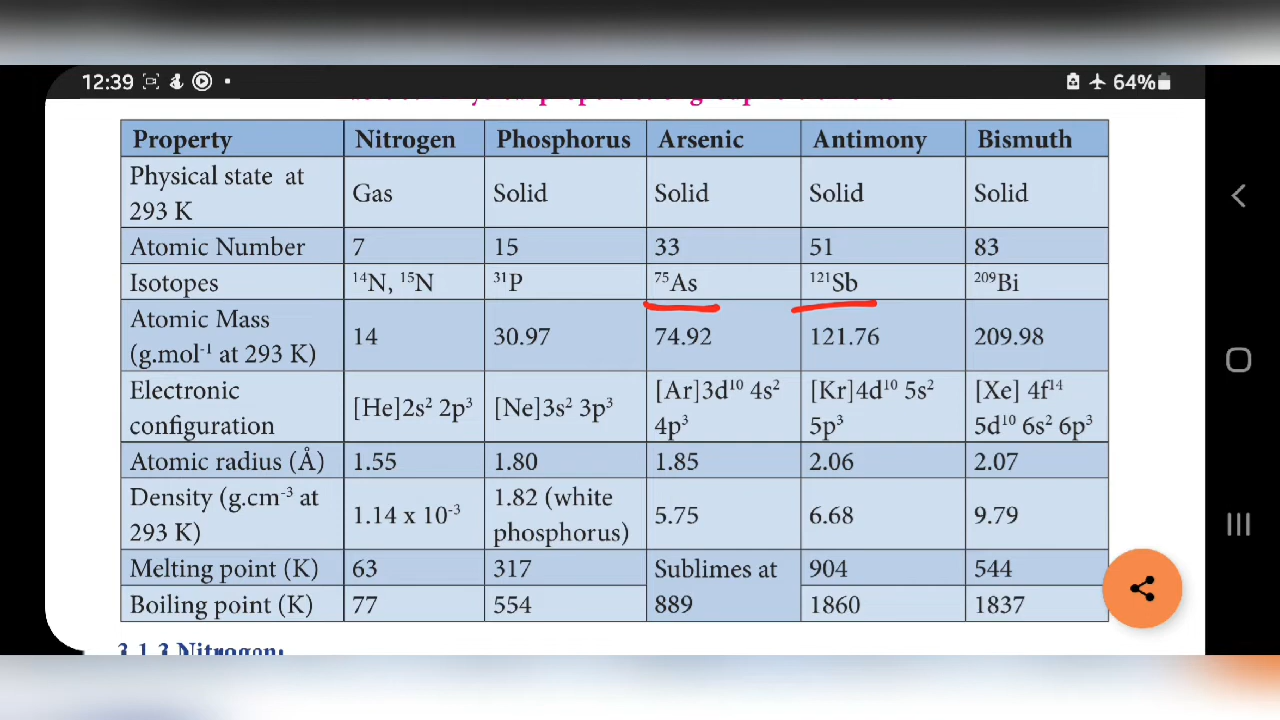 12:39
64%
Property Nitrogen Phosphorus Arsenic Antimony Bismuth
Physical state at 293 K Gas Solid Solid Solid Solid
Atomic Number 7 15 33 51 83
Isotopes ¹⁴N, ¹⁵N ³¹P ⁷⁵As ¹²¹Sb ²⁰⁹Bi
Atomic Mass (g.mol⁻¹ at 293 K) 14 30.97 74.92 121.76 209.98
Electronic configuration [He]2s² 2p³ [Ne]3s² 3p³ [Ar]3d¹⁰ 4s² 4p³ [Kr]4d¹⁰ 5s² 5p³ [Xe] 4f¹⁴ 5d¹⁰ 6s² 6p³
Atomic radius (Å) 1.55 1.80 1.85 2.06 2.07
Density (g.cm⁻³ at 293 K) 1.14 x 10⁻³ 1.82 (white phosphorus) 5.75 6.68 9.79
Melting point (K) 63 317 Sublimes at 889 904 544
Boiling point (K) 77 554 1860 1837
3.1.3 Nitrogen: